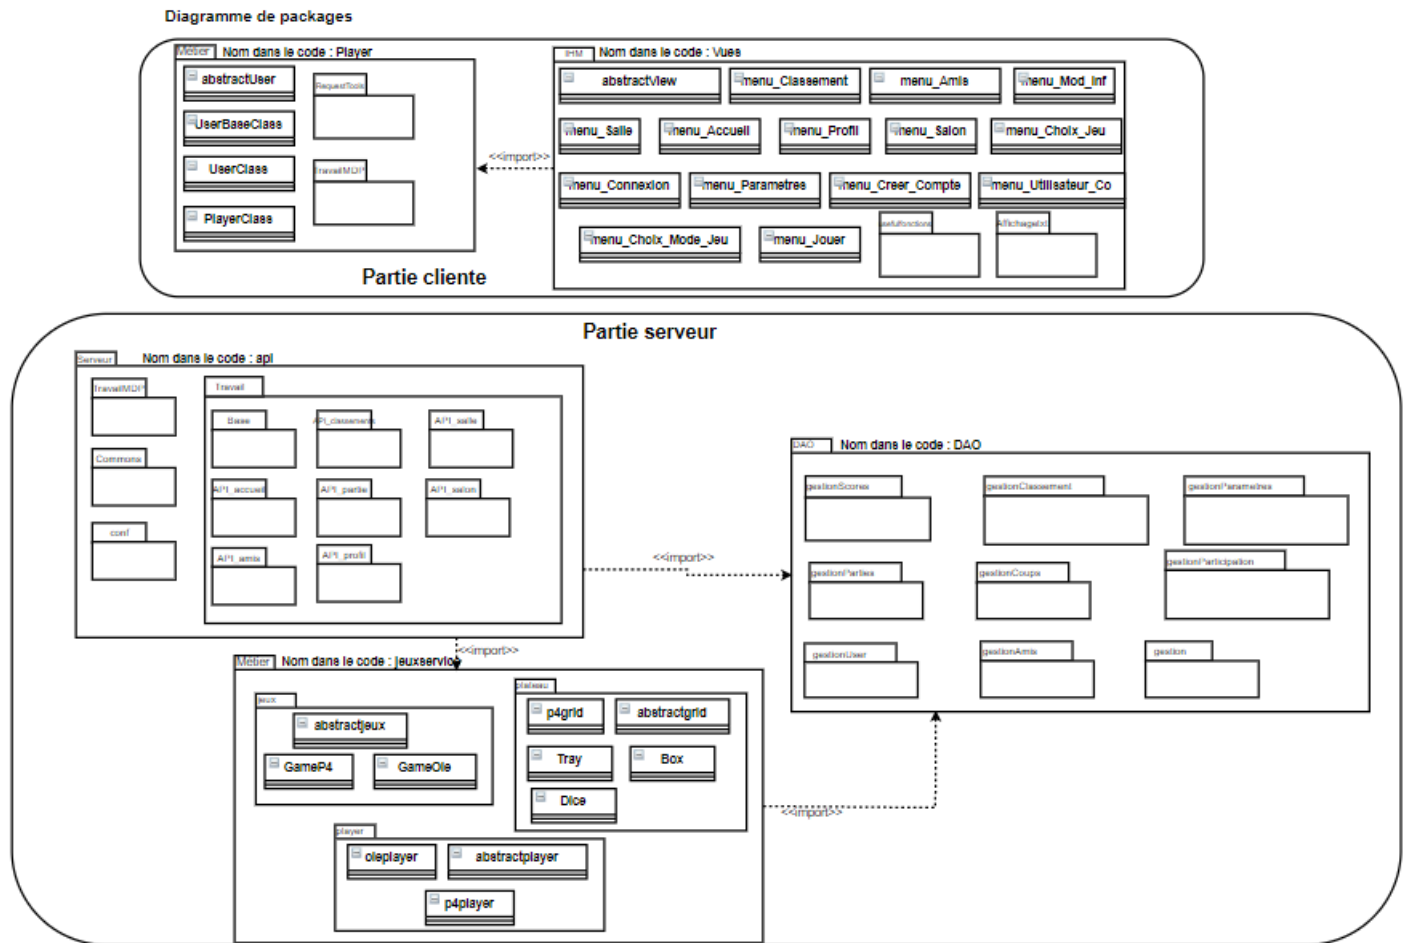 Diagramme de packages
Métier
Nom dans le code : Player
abstractUser
RequestTools
UserBaseClass
UserClass
TravailMDP
PlayerClass
<<import>>
IHM
Nom dans le code : Vues
abstractView
menu_Classement
menu_Amis
menu_Mod_Inf
menu_Salle
menu_Accueil
menu_Profil
menu_Salon
menu_Choix_Jeu
menu_Connexion
menu_Parametres
menu_Creer_Compte
menu_Utilisateur_Co
menu_Choix_Mode_Jeu
menu_Jouer
usefulfonctions
Partie cliente
Partie serveur
Serveur
Nom dans le code : api
TravailMDP
Commons
conf
Travail
Base
API_classements
API_salle
API_accueil
API_partie
API_salon
API_amis
API_profil
<<import>>
DAO
Nom dans le code : DAO
gestionScores
gestionClassement
gestionParametres
gestionParties
gestionCoups
gestionParticipation
gestionUser
gestionAmis
gestion
<<import>>
Métier
Nom dans le code : jeuxservice
jeux
abstractjeux
GameP4
GameOie
plateau
p4grid
abstractgrid
Tray
Box
Dice
<<import>>
player
oieplayer
abstractplayer
p4player